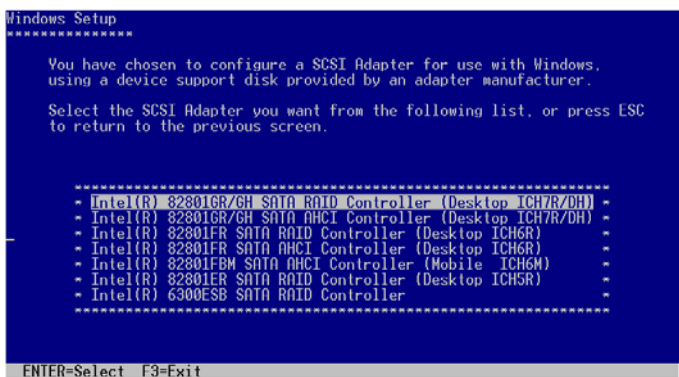 Windows Setup
***************
You have chosen to configure a SCSI Adapter for use with Windows,
using a device support disk provided by an adapter manufacturer.
Select the SCSI Adapter you want from the following list, or press ESC
to return to the previous screen.
Intel(R) 82801GR/GH SATA RAID Controller (Desktop ICH7R/DH)
Intel(R) 82801GR/GH SATA AHCI Controller (Desktop ICH7R/DH)
Intel(R) 82801FR SATA RAID Controller (Desktop ICH6R)
Intel(R) 82801FR SATA AHCI Controller (Desktop ICH6R)
Intel(R) 82801FBM SATA AHCI Controller (Mobile ICH6M)
Intel(R) 82801ER SATA RAID Controller (Desktop ICH5R)
Intel(R) 6300ESB SATA RAID Controller
ENTER=Select F3=Exit